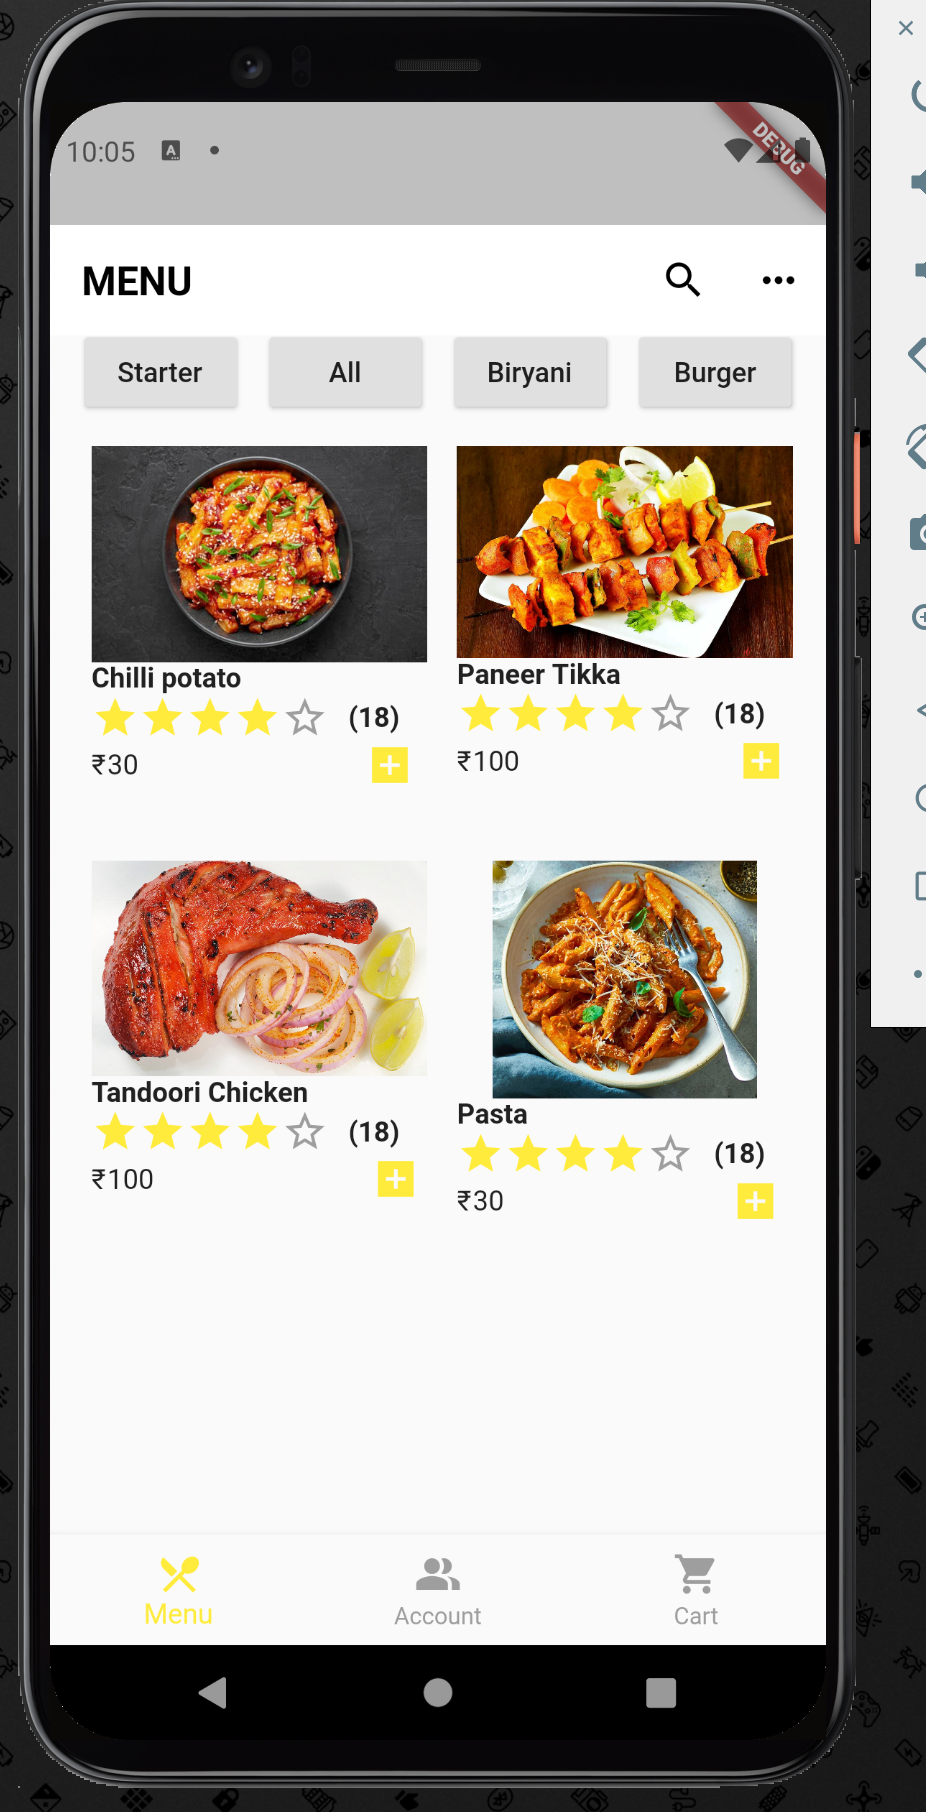 10:05
A
DEBUG
MENU
Starter All Biryani Burger
Chilli potato
(18)
₹30
Paneer Tikka
(18)
₹100
Tandoori Chicken
(18)
₹100
Pasta
(18)
₹30
Menu Account Cart